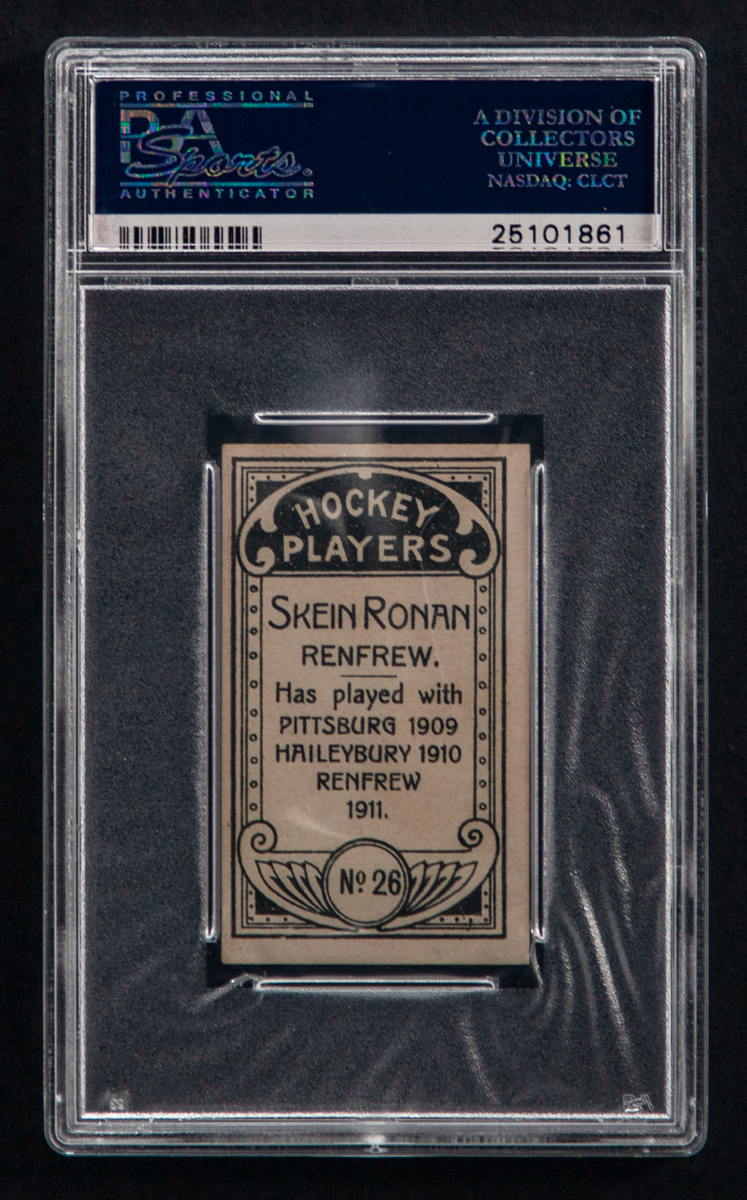 PROFESSIONAL
PSA
Sports.
AUTHENTICATOR
A DIVISION OF
COLLECTORS
UNIVERSE
NASDAQ: CLCT
25101861
HOCKEY
PLAYERS
SKEIN RONAN
RENFREW.
Has played with
PITTSBURG 1909
HAILEYBURY 1910
RENFREW
1911.
Nº 26
PSA